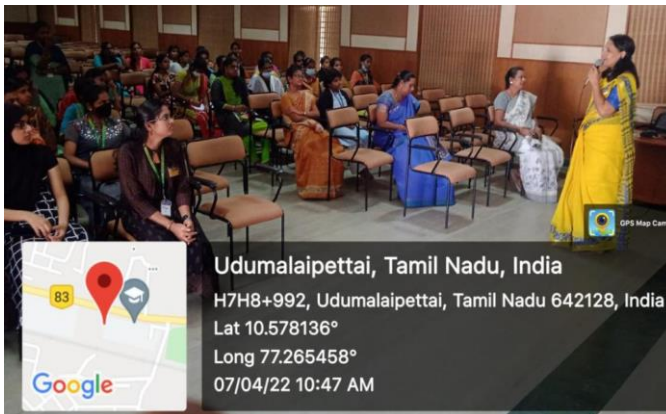 GPS Map Cam
Udumalaipettai, Tamil Nadu, India
H7H8+992, Udumalaipettai, Tamil Nadu 642128, India
Lat 10.578136°
Long 77.265458°
07/04/22 10:47 AM
83
Google